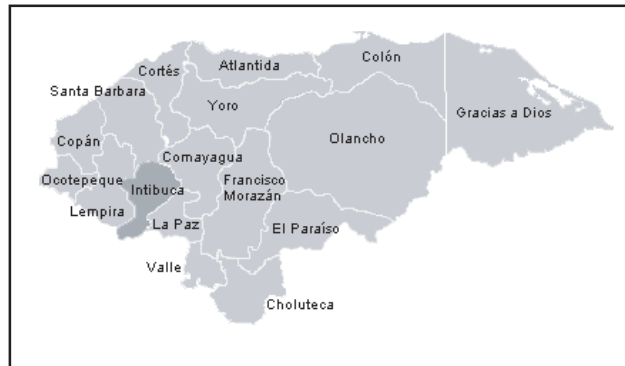 Cortés
Atlantida
Colón
Santa Barbara
Yoro
Gracias a Dios
Copán
Olancho
Comayagua
Ocotepeque
Intibuca
Francisco
Morazán
Lempira
La Paz
El Paraíso
Valle
Choluteca